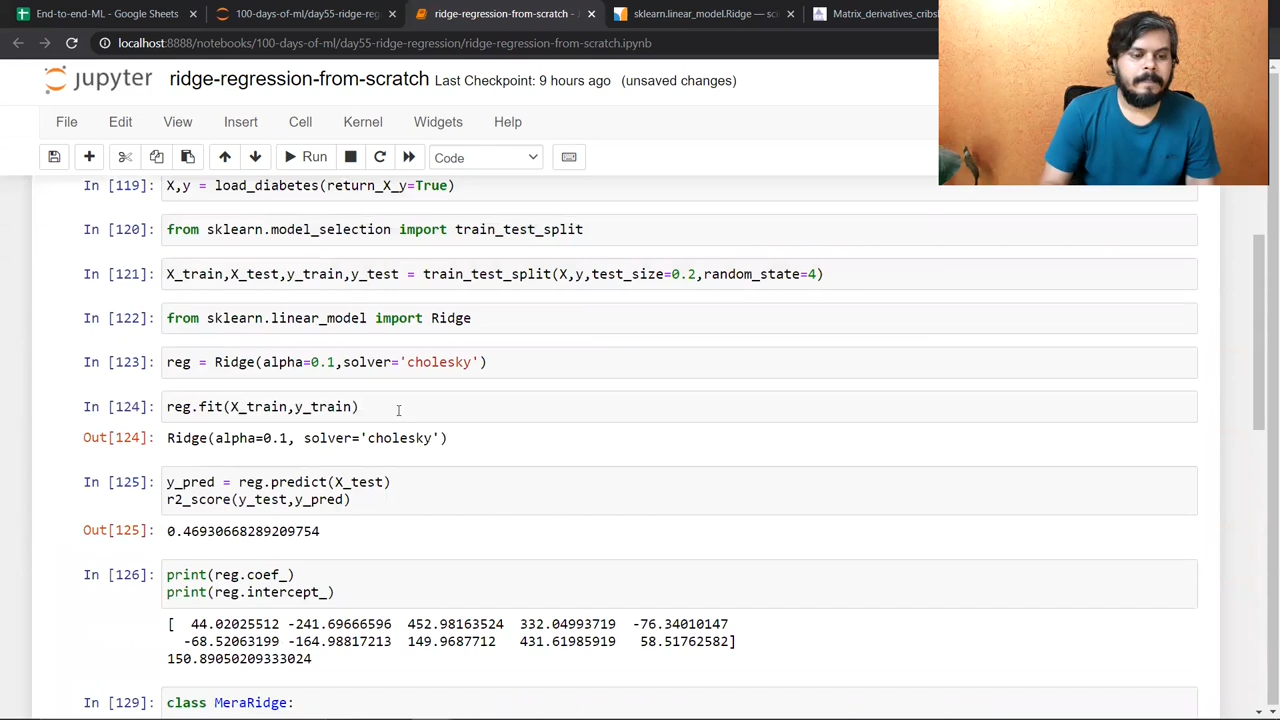 End-to-end-ML - Google Sheets
100-days-of-ml/day55-ridge-reg
ridge-regression-from-scratch -
sklearn.linear_model.Ridge — sci
Matrix_derivatives_cribsh
localhost:8888/notebooks/100-days-of-ml/day55-ridge-regression/ridge-regression-from-scratch.ipynb
jupyter ridge-regression-from-scratch Last Checkpoint: 9 hours ago (unsaved changes)
File Edit View Insert Cell Kernel Widgets Help
Run Code
In [119]: X,y = load_diabetes(return_X_y=True)
In [120]: from sklearn.model_selection import train_test_split
In [121]: X_train,X_test,y_train,y_test = train_test_split(X,y,test_size=0.2,random_state=4)
In [122]: from sklearn.linear_model import Ridge
In [123]: reg = Ridge(alpha=0.1,solver='cholesky')
In [124]: reg.fit(X_train,y_train)
Out[124]: Ridge(alpha=0.1, solver='cholesky')
In [125]: y_pred = reg.predict(X_test)
r2_score(y_test,y_pred)
Out[125]: 0.46930668289209754
In [126]: print(reg.coef_)
print(reg.intercept_)
[ 44.02025512 -241.69666596 452.98163524 332.04993719 -76.34010147
-68.52063199 -164.98817213 149.9687712 431.61985919 58.51762582]
150.89050209333024
In [129]: class MeraRidge: